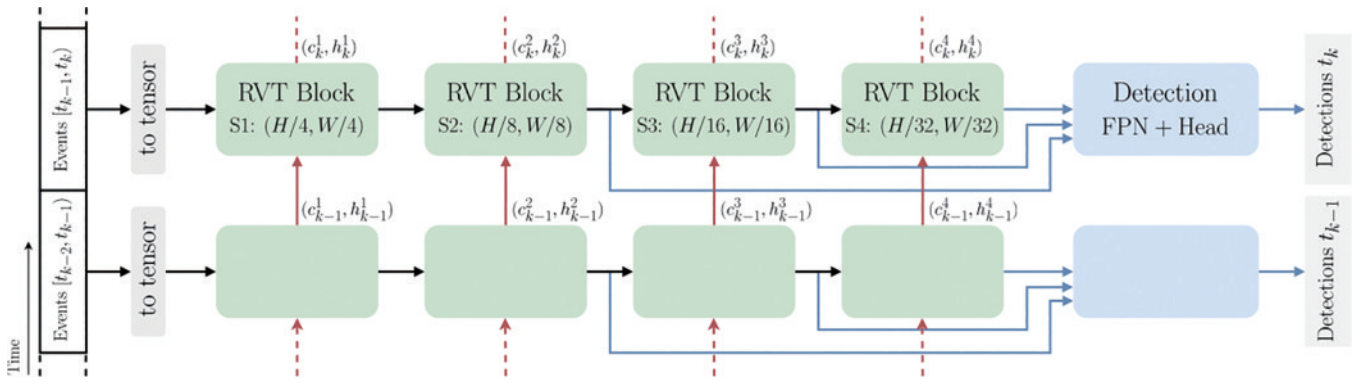 Events [t_{k-1}, t_k)
to tensor
(c_k^1, h_k^1)
RVT Block
S1: (H/4, W/4)
(c_k^2, h_k^2)
RVT Block
S2: (H/8, W/8)
(c_k^3, h_k^3)
RVT Block
S3: (H/16, W/16)
(c_k^4, h_k^4)
RVT Block
S4: (H/32, W/32)
Detection
FPN + Head
Detections t_k
Time
Events [t_{k-2}, t_{k-1})
to tensor
(c_{k-1}^1, h_{k-1}^1)
(c_{k-1}^2, h_{k-1}^2)
(c_{k-1}^3, h_{k-1}^3)
(c_{k-1}^4, h_{k-1}^4)
Detections t_{k-1}